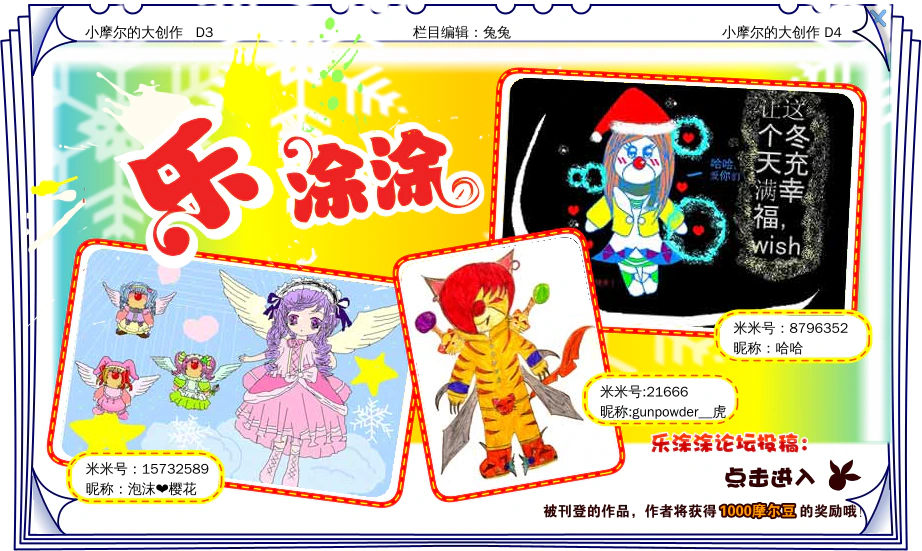 小摩尔的大创作 D3
栏目编辑：兔兔
小摩尔的大创作 D4
乐涂涂
让这
个冬
天充
满幸
福，
wish
哈哈，
爱你们
米米号：8796352
昵称：哈哈
米米号:21666
昵称:gunpowder__虎
米米号：15732589
昵称：泡沫❤樱花
乐涂涂论坛投稿：
点击进入
被刊登的作品，作者将获得1000摩尔豆的奖励哦！